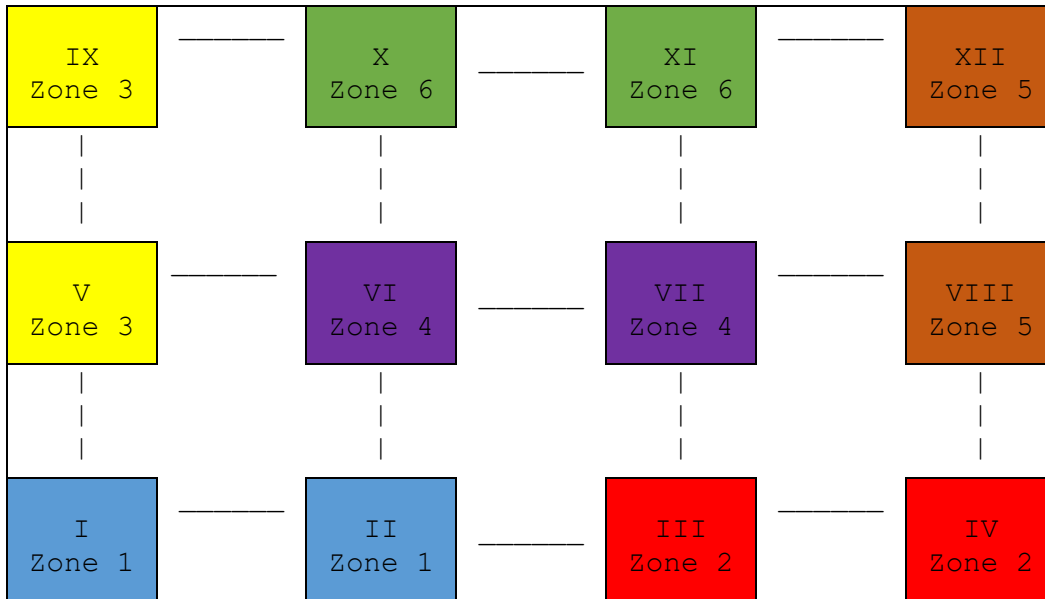 IX
Zone 3
X
Zone 6
XI
Zone 6
XII
Zone 5
V
Zone 3
VI
Zone 4
VII
Zone 4
VIII
Zone 5
I
Zone 1
II
Zone 1
III
Zone 2
IV
Zone 2